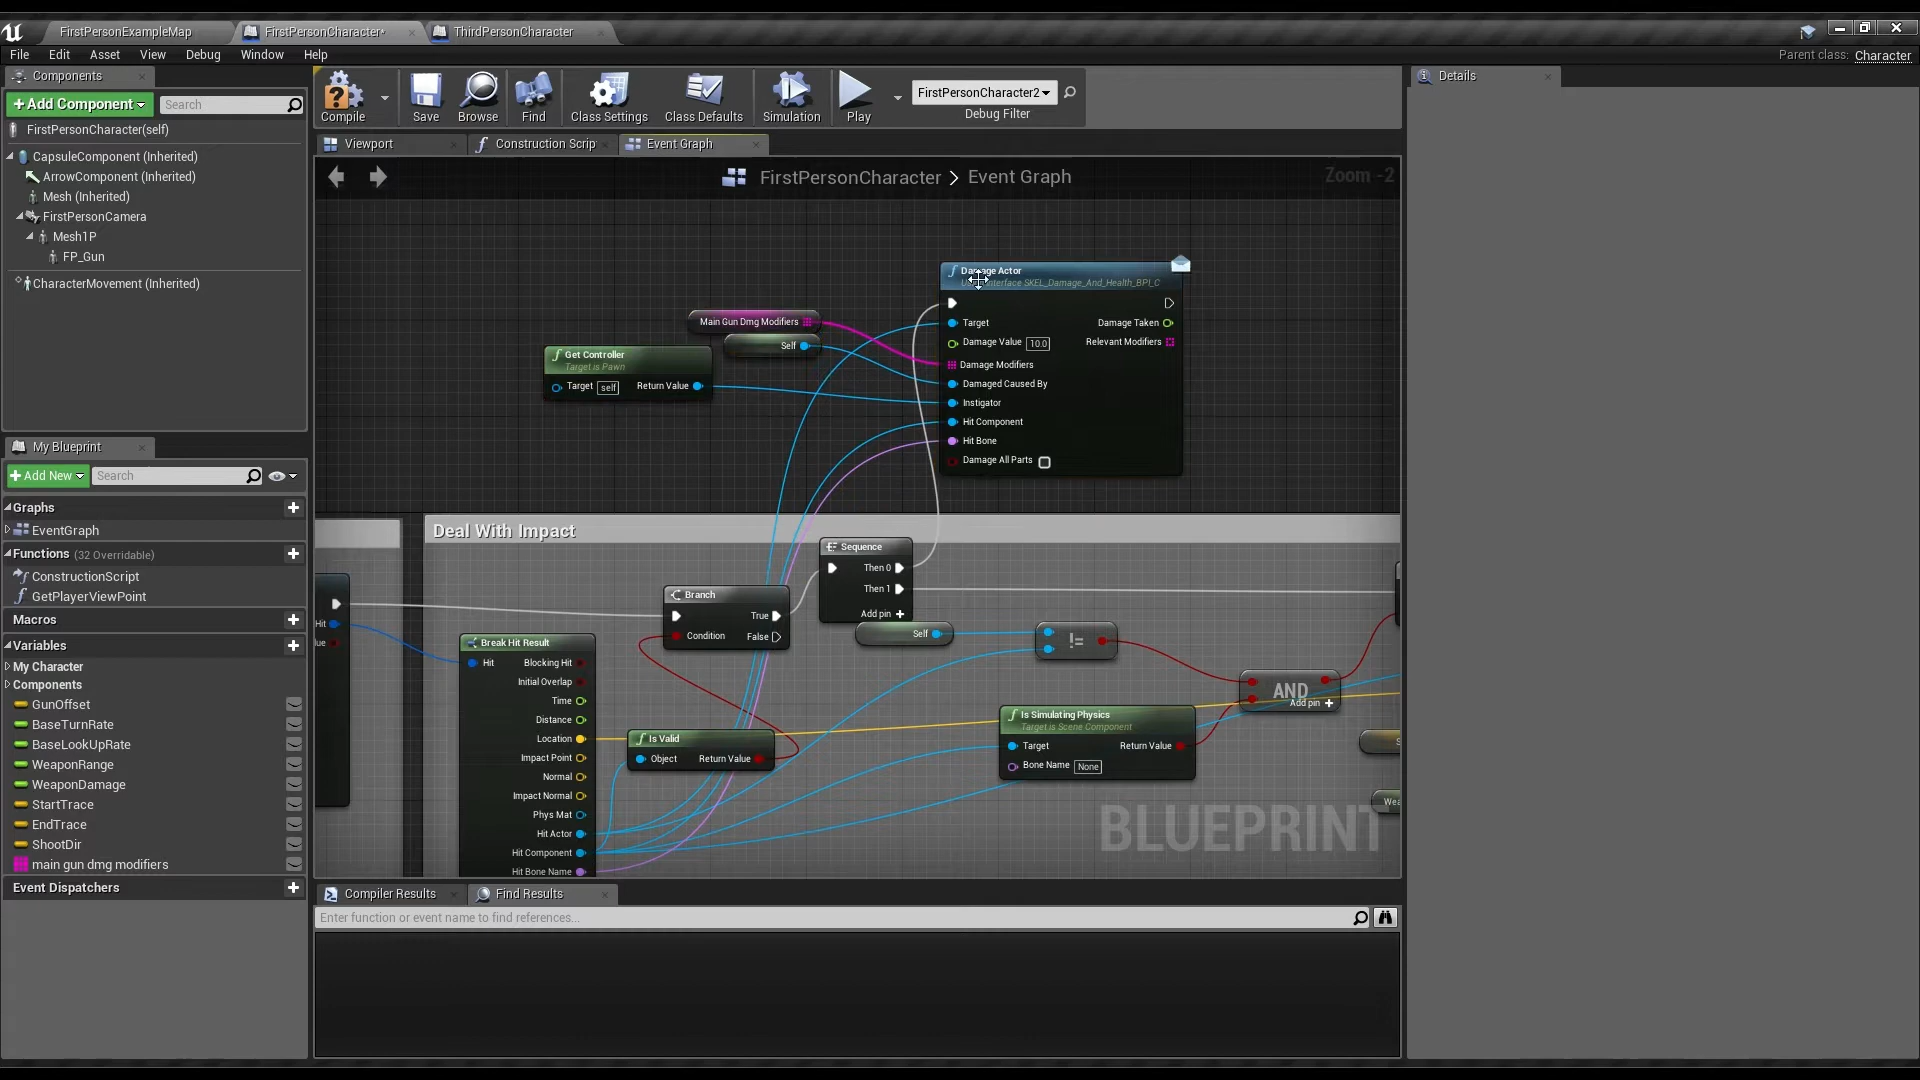 FirstPersonExampleMap
FirstPersonCharacter*
ThirdPersonCharacter
File Edit Asset View Debug Window Help
Parent class: Character
Components
+Add Component
Search
FirstPersonCharacter(self)
CapsuleComponent (Inherited)
ArrowComponent (Inherited)
Mesh (Inherited)
FirstPersonCamera
Mesh1P
FP_Gun
CharacterMovement (Inherited)
Compile
Save
Browse
Find
Class Settings
Class Defaults
Simulation
Play
FirstPersonCharacter2
Debug Filter
Details
Viewport
Construction Scrip
Event Graph
FirstPersonCharacter > Event Graph
Zoom -2
My Blueprint
+Add New
Search
Graphs
EventGraph
Functions (32 Overridable)
ConstructionScript
GetPlayerViewPoint
Macros
Variables
My Character
Components
GunOffset
BaseTurnRate
BaseLookUpRate
WeaponRange
WeaponDamage
StartTrace
EndTrace
ShootDir
main gun dmg modifiers
Event Dispatchers
Main Gun Dmg Modifiers
Self
Get Controller
Target is Pawn
Target self
Return Value
Damage Actor
Interface SKEL_Damage_And_Health_BPI_C
Target
Damage Taken
Damage Value 10.0
Relevant Modifiers
Damage Modifiers
Damaged Caused By
Instigator
Hit Component
Hit Bone
Damage All Parts
Deal With Impact
Sequence
Then 0
Then 1
Add pin +
Branch
True
Condition
False
Hit
lue
Break Hit Result
Hit
Blocking Hit
Initial Overlap
Time
Distance
Location
Impact Point
Normal
Impact Normal
Phys Mat
Hit Actor
Hit Component
Hit Bone Name
Is Valid
Object
Return Value
Self
!=
AND
Add pin +
Is Simulating Physics
Target is Scene Component
Target
Return Value
Bone Name None
S
Wea
BLUEPRINT
Compiler Results
Find Results
Enter function or event name to find references...